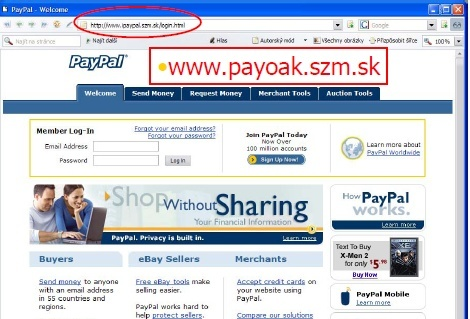 PayPal - Welcome
http://www.ipaypal.szm.sk/login.html
Google
Najít na stránce
Najít další
Hlas
Autorský mód
Všechny obrázky
Přizpůsobit šířce
100%
PayPal
www.payoak.szm.sk
Welcome
Send Money
Request Money
Merchant Tools
Auction Tools
Member Log-In
Forgot your email address?
Forgot your password?
Email Address
Password
Log In
Join PayPal Today
Now Over
100 million accounts
Sign Up Now!
Learn more about
PayPal Worldwide
Shop Without Sharing
Your Financial Information
PayPal. Privacy is built in.
Learn more
How PayPal works.
Learn more
Text To Buy
X-Men 2
for only $5.98
Buy Now
PayPal Mobile
Learn more
Buyers
Send money to anyone
with an email address
in 55 countries and
regions.
eBay Sellers
Free eBay tools make
selling easier.
PayPal works hard to
help protect sellers.
Merchants
Accept credit cards on
your website using
PayPal.
Compare our solutions